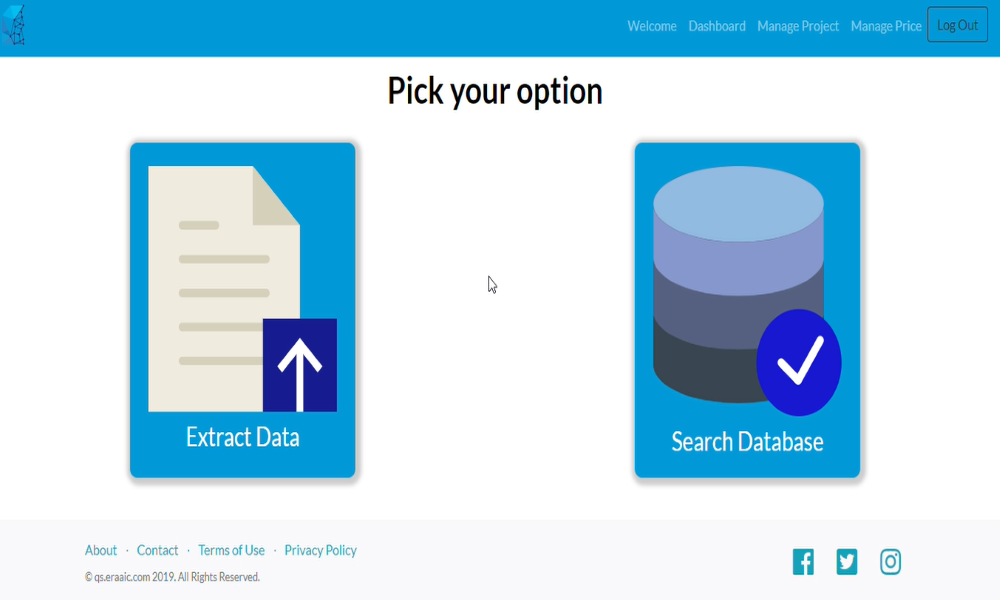 Welcome Dashboard Manage Project Manage Price Log Out
Pick your option
Extract Data
Search Database
About · Contact · Terms of Use · Privacy Policy
© qs.eraaic.com 2019. All Rights Reserved.